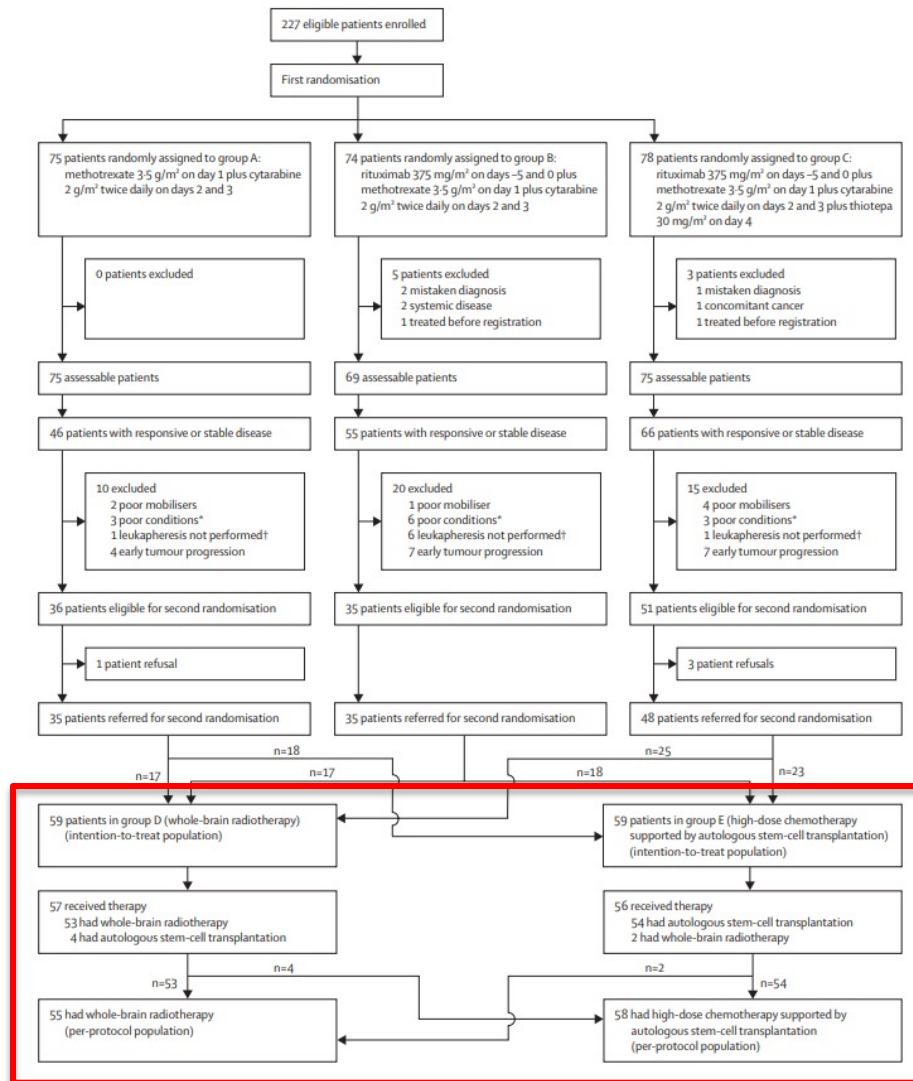 227 eligible patients enrolled
First randomisation
75 patients randomly assigned to group A:
methotrexate 3·5 g/m² on day 1 plus cytarabine
2 g/m² twice daily on days 2 and 3
74 patients randomly assigned to group B:
rituximab 375 mg/m² on days –5 and 0 plus
methotrexate 3·5 g/m² on day 1 plus cytarabine
2 g/m² twice daily on days 2 and 3
78 patients randomly assigned to group C:
rituximab 375 mg/m² on days –5 and 0 plus
methotrexate 3·5 g/m² on day 1 plus cytarabine
2 g/m² twice daily on days 2 and 3 plus thiotepa
30 mg/m² on day 4
0 patients excluded
5 patients excluded
2 mistaken diagnosis
2 systemic disease
1 treated before registration
3 patients excluded
1 mistaken diagnosis
1 concomitant cancer
1 treated before registration
75 assessable patients
69 assessable patients
75 assessable patients
46 patients with responsive or stable disease
55 patients with responsive or stable disease
66 patients with responsive or stable disease
10 excluded
2 poor mobilisers
3 poor conditions*
1 leukapheresis not performed†
4 early tumour progression
20 excluded
1 poor mobiliser
6 poor conditions*
6 leukapheresis not performed†
7 early tumour progression
15 excluded
4 poor mobilisers
3 poor conditions*
1 leukapheresis not performed†
7 early tumour progression
36 patients eligible for second randomisation
35 patients eligible for second randomisation
51 patients eligible for second randomisation
1 patient refusal
3 patient refusals
35 patients referred for second randomisation
35 patients referred for second randomisation
48 patients referred for second randomisation
n=18
n=25
n=17
n=17
n=18
n=23
59 patients in group D (whole-brain radiotherapy)
(intention-to-treat population)
59 patients in group E (high-dose chemotherapy
supported by autologous stem-cell transplantation)
(intention-to-treat population)
57 received therapy
53 had whole-brain radiotherapy
4 had autologous stem-cell transplantation
56 received therapy
54 had autologous stem-cell transplantation
2 had whole-brain radiotherapy
n=4
n=2
n=53
n=54
55 had whole-brain radiotherapy
(per-protocol population)
58 had high-dose chemotherapy supported by
autologous stem-cell transplantation
(per-protocol population)